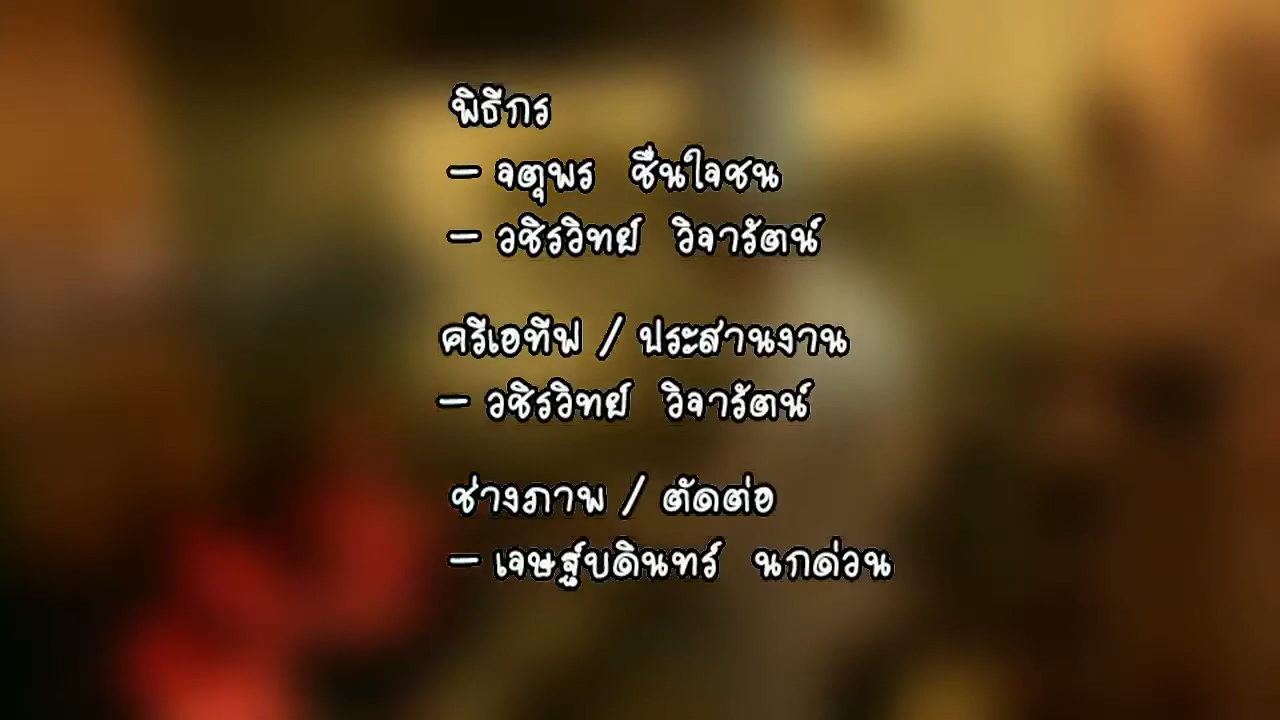 พิธีกร
- จตุพร ชื่นใจชน
- วชิรวิทย์ วิจารัตน์
ครีเอทีฟ / ประสานงาน
- วชิรวิทย์ วิจารัตน์
ช่างภาพ / ตัดต่อ
- เจษฐ์บดินทร์ นกด่วน